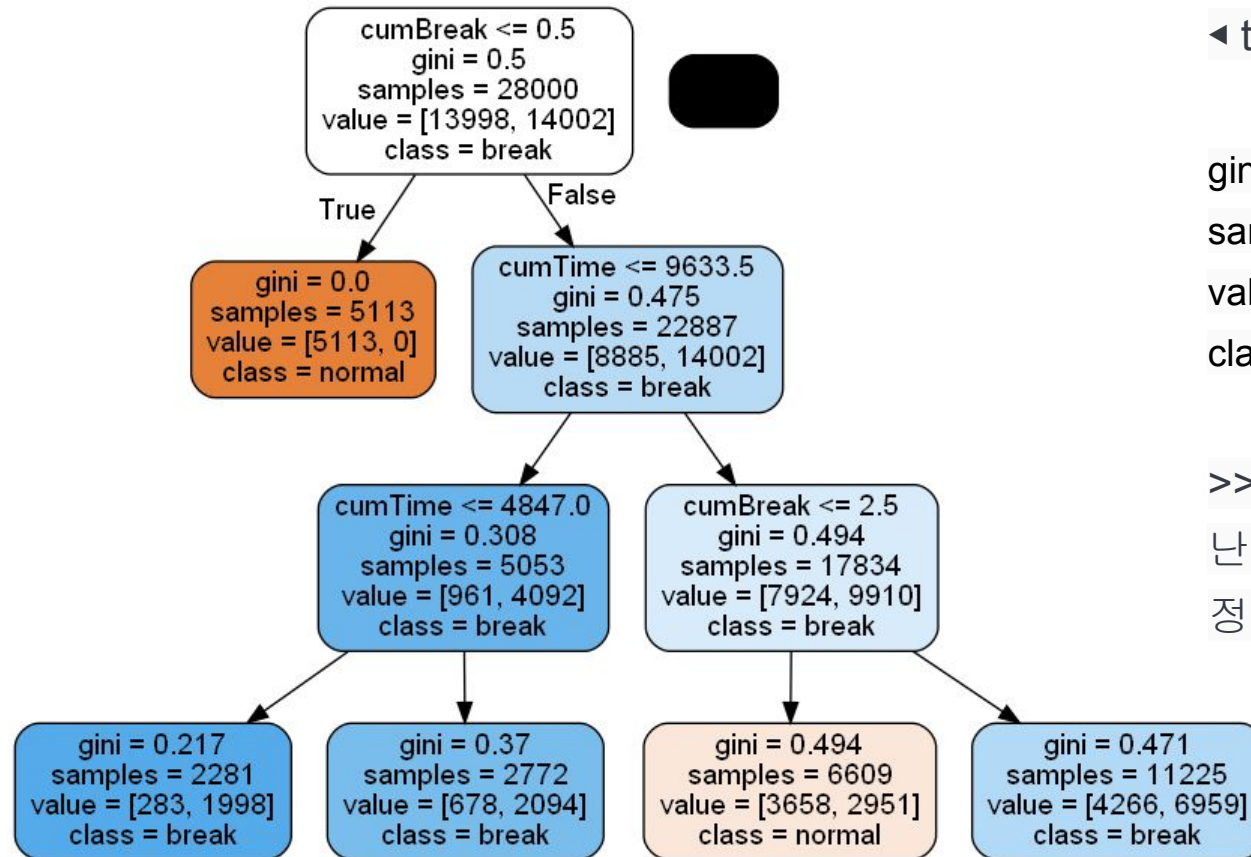 cumBreak <= 0.5
gini = 0.5
samples = 28000
value = [13998, 14002]
class = break
True
False
gini = 0.0
samples = 5113
value = [5113, 0]
class = normal
cumTime <= 9633.5
gini = 0.475
samples = 22887
value = [8885, 14002]
class = break
cumTime <= 4847.0
gini = 0.308
samples = 5053
value = [961, 4092]
class = break
cumBreak <= 2.5
gini = 0.494
samples = 17834
value = [7924, 9910]
class = break
gini = 0.217
samples = 2281
value = [283, 1998]
class = break
gini = 0.37
samples = 2772
value = [678, 2094]
class = break
gini = 0.494
samples = 6609
value = [3658, 2951]
class = normal
gini = 0.471
samples = 11225
value = [4266, 6959]
class = break
>>
난
정